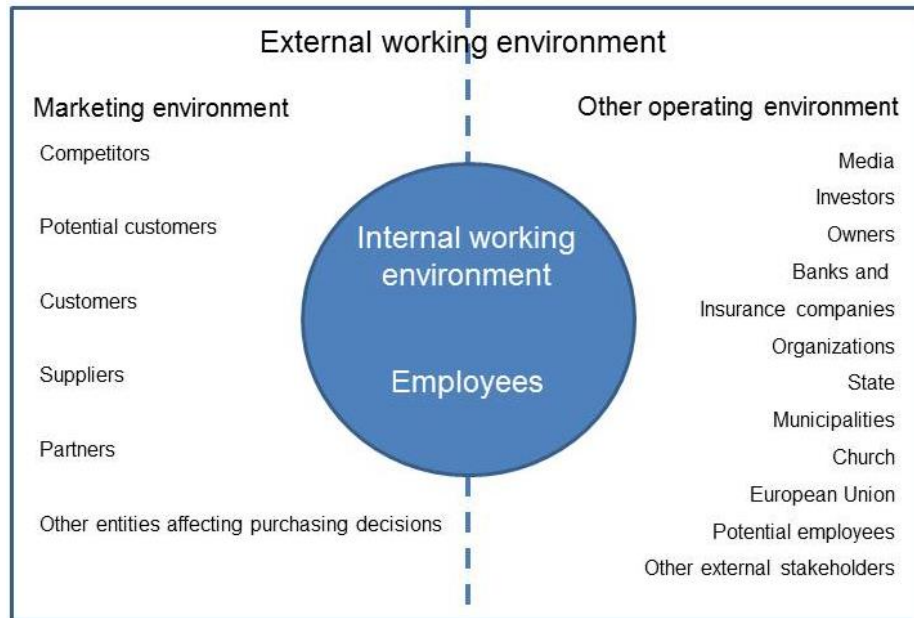 External working environment
Marketing environment
Competitors
Potential customers
Customers
Suppliers
Partners
Other entities affecting purchasing decisions
Internal working
environment
Employees
Other operating environment
Media
Investors
Owners
Banks and
Insurance companies
Organizations
State
Municipalities
Church
European Union
Potential employees
Other external stakeholders